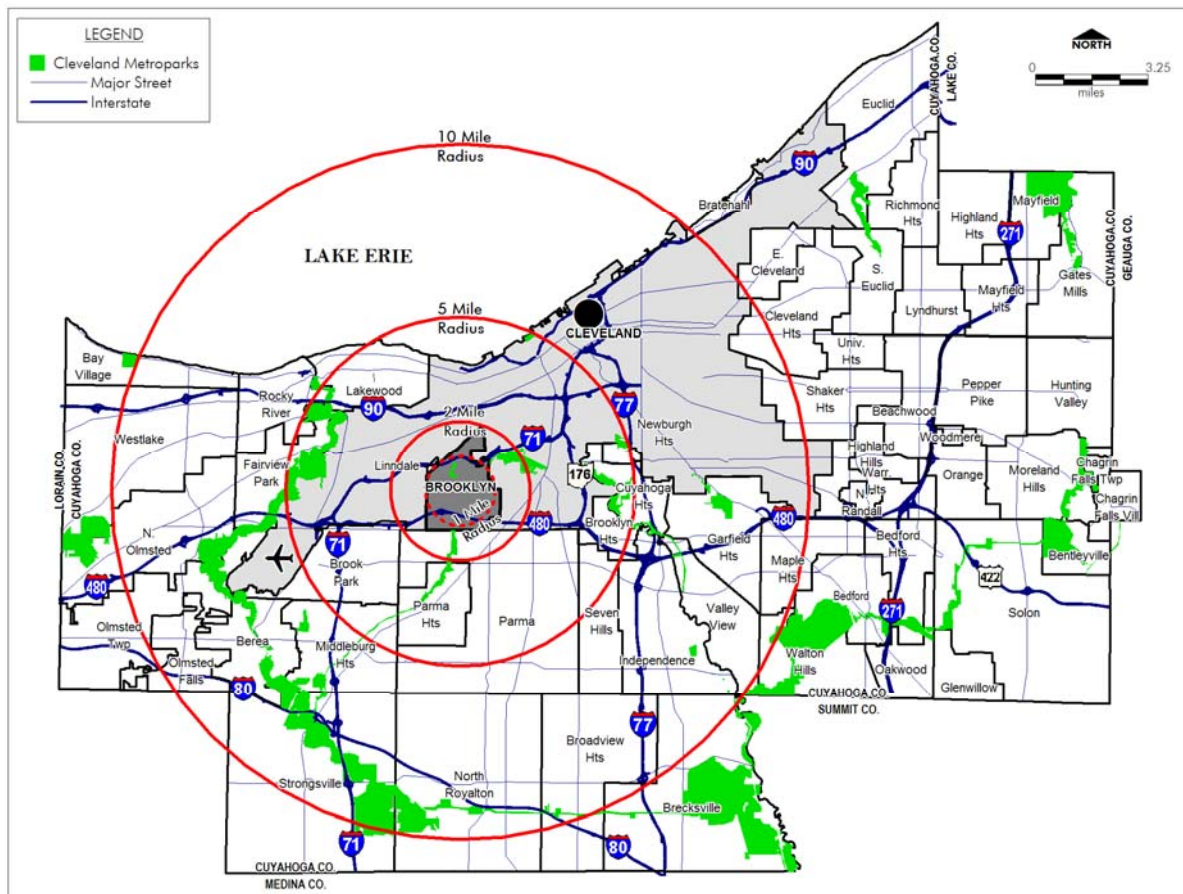 LEGEND
Cleveland Metroparks
Major Street
Interstate
NORTH
0
3.25
miles
CUYAHOGA CO.
LAKE CO.
Euclid
10 Mile
Radius
90
Bratenahl
Richmond
Hts
Highland
Hts
Mayfield
271
CUYAHOGA CO.
GEAUGA CO.
LAKE ERIE
E.
Cleveland
S.
Euclid
Gates
Mills
Mayfield
Hts
Lyndhurst
5 Mile
Radius
CLEVELAND
Cleveland
Hts
Univ.
Hts
Bay
Village
Lakewood
Rocky
River
90
77
Shaker
Hts
Pepper
Pike
Hunting
Valley
Beachwood
2 Mile
Radius
71
Newburgh
Hts
Westlake
Woodmere
LORAIN CO.
CUYAHOGA CO.
Fairview
Park
Linndale
176
Highland
Hills
Warr.
Hts
Orange
Moreland
Hills
Chagrin
Falls Twp
BROOKLYN
1 Mile
Radius
Cuyahoga
Hts
N.
Randall
Chagrin
Falls Vill
N.
Olmsted
480
Brooklyn
Hts
480
71
Brook
Park
Garfield
Hts
Maple
Hts
Bedford
Hts
Bentleyville
480
422
Bedford
271
Solon
Olmsted
Twp
Parma
Hts
Parma
Seven
Hills
Valley
View
Berea
Middleburg
Hts
Olmsted
Falls
Independence
Walton
Hills
Oakwood
Glenwillow
80
CUYAHOGA CO.
SUMMIT CO.
77
Broadview
Hts
Strongsville
North
Royalton
Brecksville
71
80
CUYAHOGA CO.
MEDINA CO.